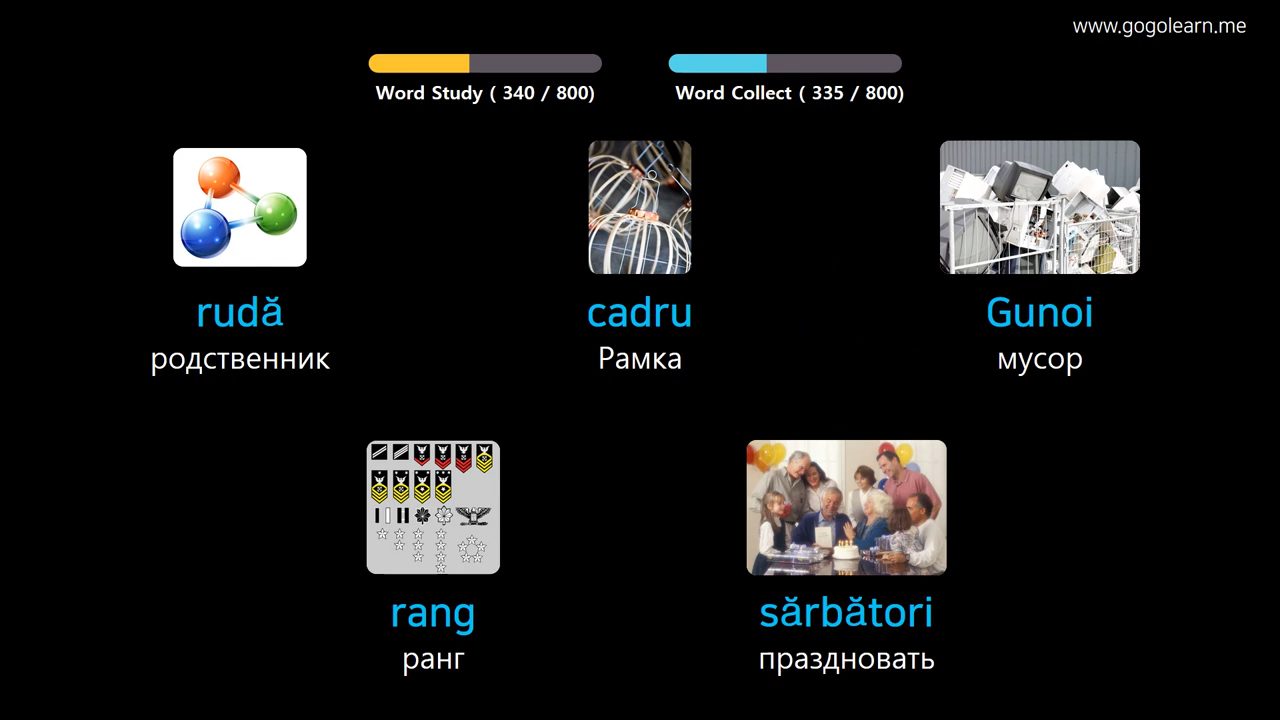 www.gogolearn.me
Word Study ( 340 / 800)
Word Collect ( 335 / 800)
rudă
cadru
Gunoi
родственник
Рамка
мусор
rang
sărbători
ранг
праздновать